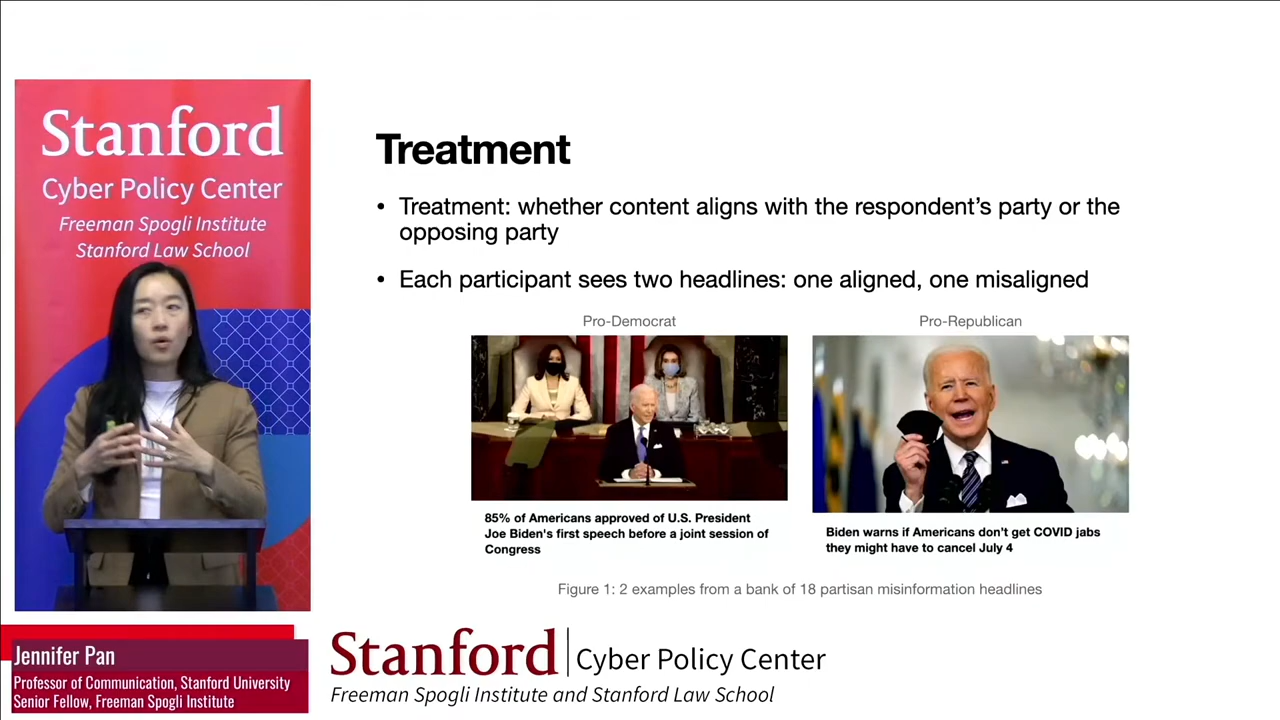 Stanford
Cyber Policy Center
Freeman Spogli Institute
Stanford Law School
Treatment
• Treatment: whether content aligns with the respondent's party or the
opposing party
• Each participant sees two headlines: one aligned, one misaligned
Pro-Democrat
85% of Americans approved of U.S. President
Joe Biden's first speech before a joint session of
Congress
Pro-Republican
Biden warns if Americans don't get COVID jabs
they might have to cancel July 4
Figure 1: 2 examples from a bank of 18 partisan misinformation headlines
Jennifer Pan
Professor of Communication, Stanford University
Senior Fellow, Freeman Spogli Institute
Stanford | Cyber Policy Center
Freeman Spogli Institute and Stanford Law School